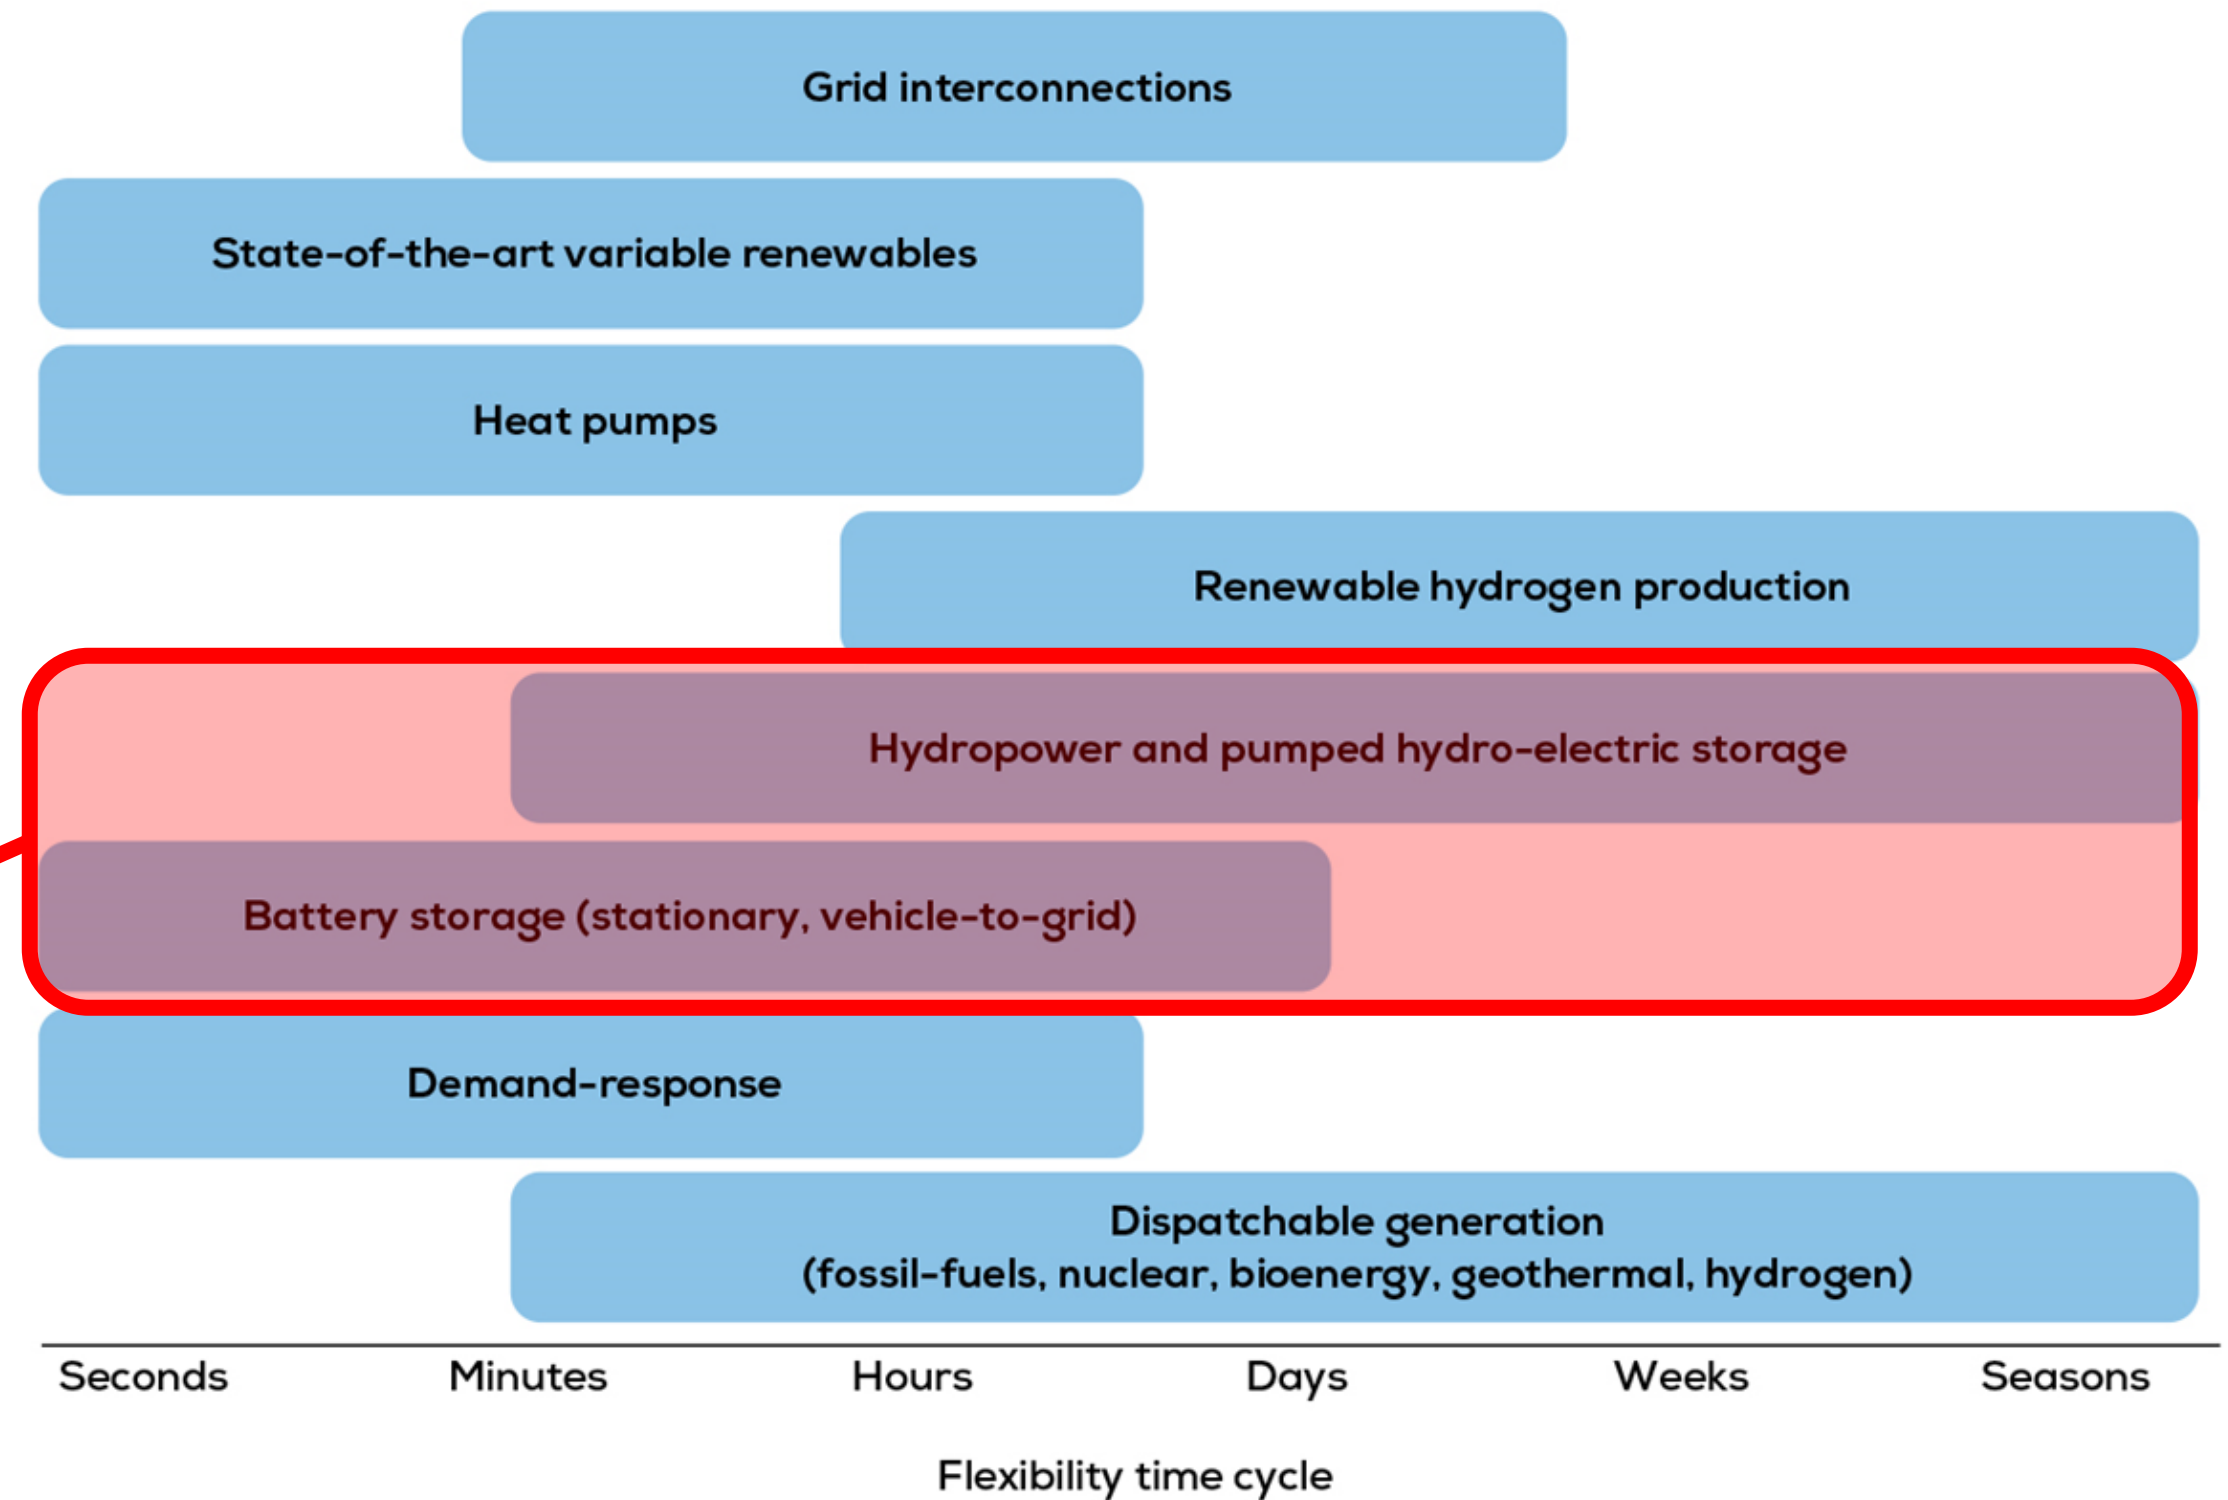 Grid interconnections
State-of-the-art variable renewables
Heat pumps
Renewable hydrogen production
Hydropower and pumped hydro-electric storage
Battery storage (stationary, vehicle-to-grid)
Demand-response
Dispatchable generation
(fossil-fuels, nuclear, bioenergy, geothermal, hydrogen)
Seconds Minutes Hours Days Weeks Seasons
Flexibility time cycle